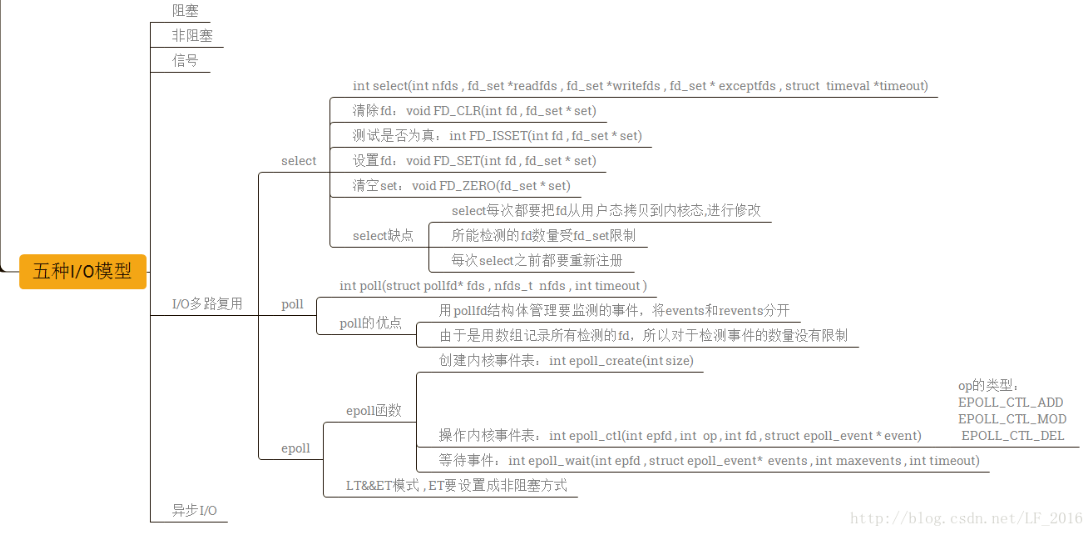 阻塞
非阻塞
信号
int select(int nfds , fd_set *readfds , fd_set *writefds , fd_set * exceptfds , struct timeval *timeout)
清除fd：void FD_CLR(int fd , fd_set * set)
测试是否为真：int FD_ISSET(int fd , fd_set * set)
select
设置fd：void FD_SET(int fd , fd_set * set)
清空set：void FD_ZERO(fd_set * set)
select每次都要把fd从用户态拷贝到内核态,进行修改
select缺点
所能检测的fd数量受fd_set限制
每次select之前都要重新注册
五种I/O模型
I/O多路复用
int poll(struct pollfd* fds , nfds_t nfds , int timeout )
poll
用pollfd结构体管理要监测的事件，将events和revents分开
poll的优点
由于是用数组记录所有检测的fd，所以对于检测事件的数量没有限制
创建内核事件表：int epoll_create(int size)
epoll函数
op的类型：
EPOLL_CTL_ADD
EPOLL_CTL_MOD
EPOLL_CTL_DEL
操作内核事件表：int epoll_ctl(int epfd , int op , int fd , struct epoll_event * event)
epoll
等待事件：int epoll_wait(int epfd , struct epoll_event* events , int maxevents , int timeout)
LT&&ET模式 , ET要设置成非阻塞方式
异步I/O
http://blog.csdn.net/LF_2016